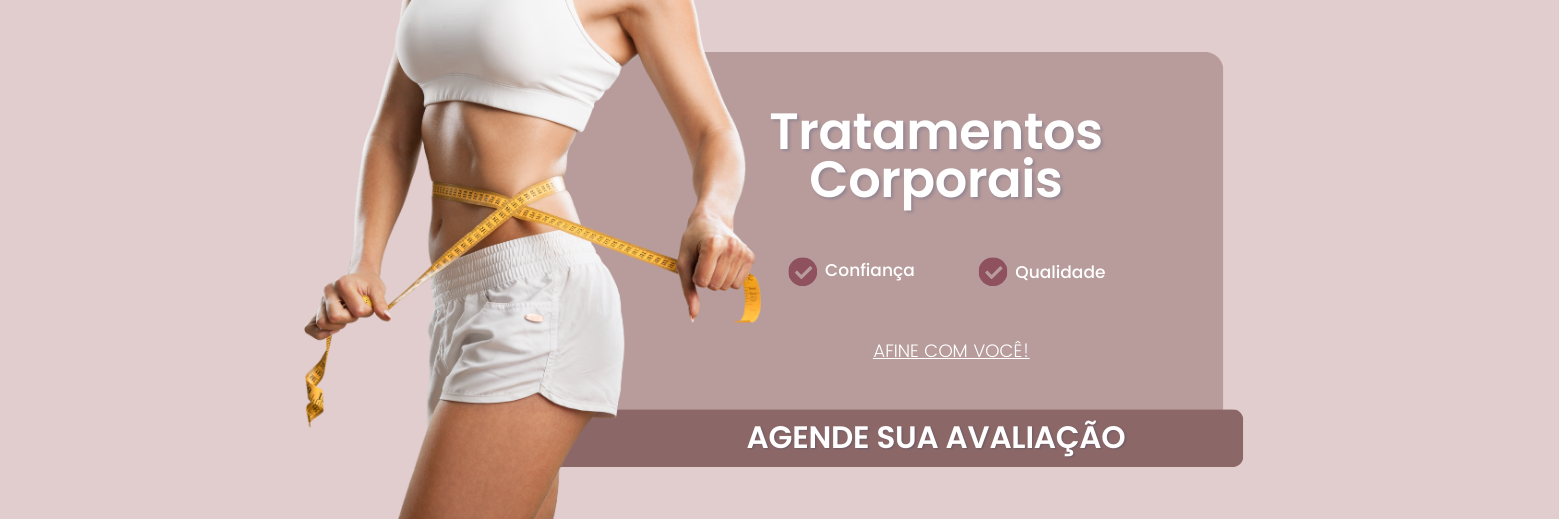 Tratamentos
Corporais
Confiança
Qualidade
AFINE COM VOCÊ!
AGENDE SUA AVALIAÇÃO